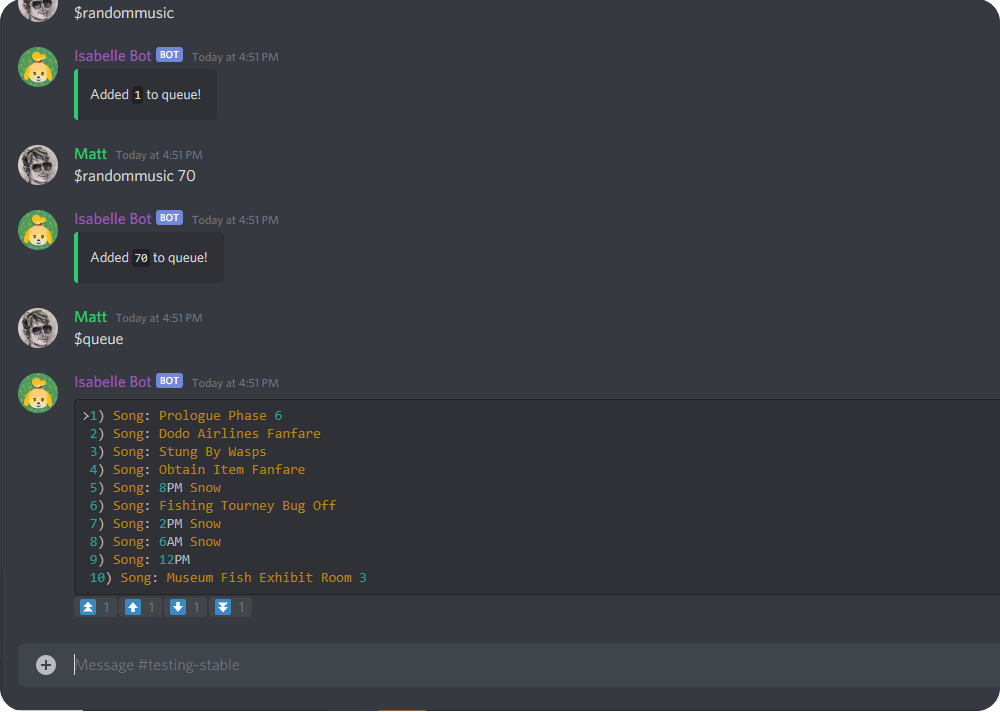 $randommusic
Isabelle Bot BOT Today at 4:51 PM
Added 1 to queue!
Matt Today at 4:51 PM
$randommusic 70
Isabelle Bot BOT Today at 4:51 PM
Added 70 to queue!
Matt Today at 4:51 PM
$queue
Isabelle Bot BOT Today at 4:51 PM
>1) Song: Prologue Phase 6
2) Song: Dodo Airlines Fanfare
3) Song: Stung By Wasps
4) Song: Obtain Item Fanfare
5) Song: 8PM Snow
6) Song: Fishing Tourney Bug Off
7) Song: 2PM Snow
8) Song: 6AM Snow
9) Song: 12PM
10) Song: Museum Fish Exhibit Room 3
1 1 1 1
Message #testing-stable